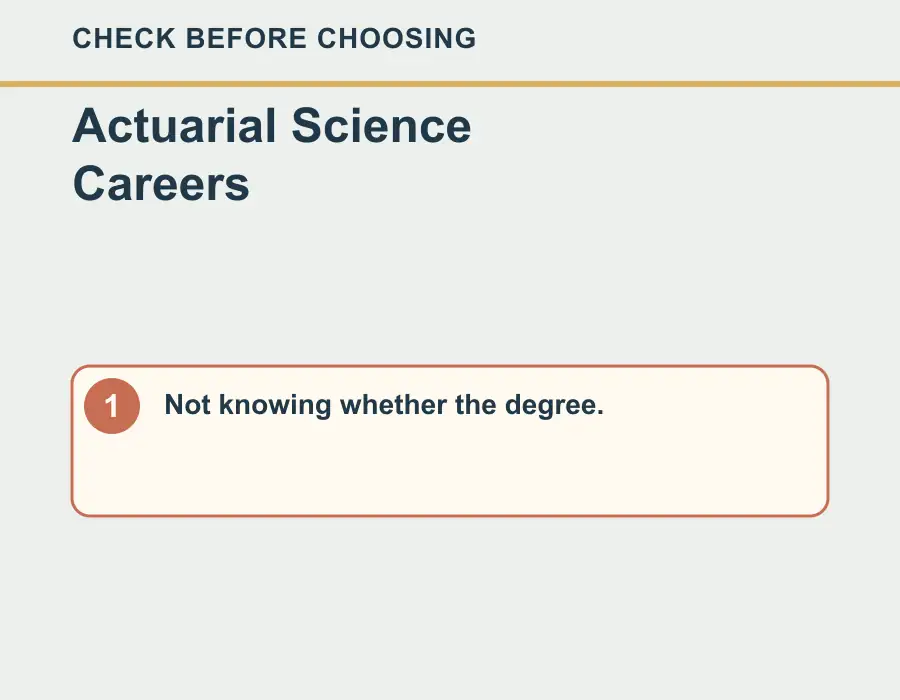 CHECK BEFORE CHOOSING
Actuarial Science
Careers
1 Not knowing whether the degree.